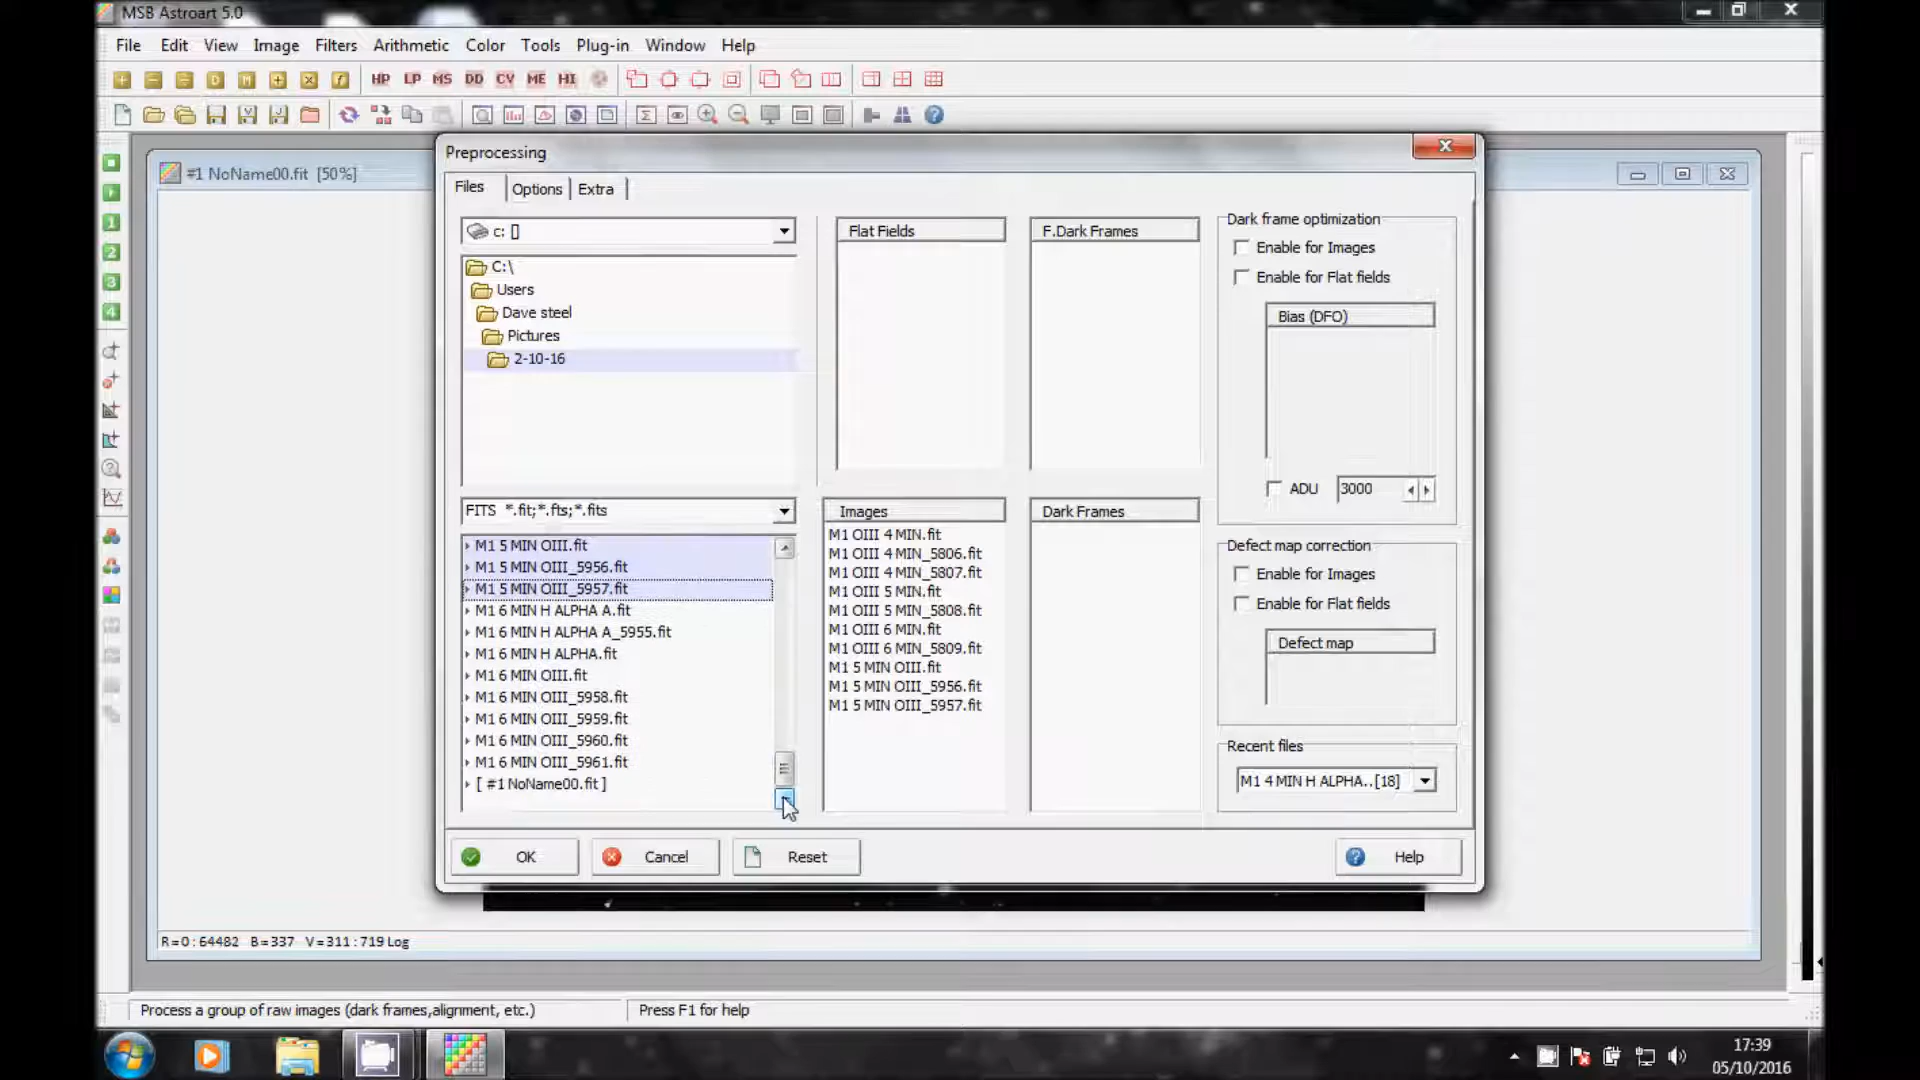 MSB Astroart 5.0
File Edit View Image Filters Arithmetic Color Tools Plug-in Window Help
HP LP MS DD CY ME HI
#1 NoName00.fit [50%]
Preprocessing
Files Options Extra
c: []
C:\
Users
Dave steel
Pictures
2-10-16
Flat Fields
F.Dark Frames
Dark frame optimization
Enable for Images
Enable for Flat fields
Bias (DFO)
ADU 3000
FITS *.fit;*.fts;*.fits
M1 5 MIN OIII.fit
M1 5 MIN OIII_5956.fit
M1 5 MIN OIII_5957.fit
M1 6 MIN H ALPHA A.fit
M1 6 MIN H ALPHA A_5955.fit
M1 6 MIN H ALPHA.fit
M1 6 MIN OIII.fit
M1 6 MIN OIII_5958.fit
M1 6 MIN OIII_5959.fit
M1 6 MIN OIII_5960.fit
M1 6 MIN OIII_5961.fit
[ #1 NoName00.fit ]
Images
M1 OIII 4 MIN.fit
M1 OIII 4 MIN_5806.fit
M1 OIII 4 MIN_5807.fit
M1 OIII 5 MIN.fit
M1 OIII 5 MIN_5808.fit
M1 OIII 6 MIN.fit
M1 OIII 6 MIN_5809.fit
M1 5 MIN OIII.fit
M1 5 MIN OIII_5956.fit
M1 5 MIN OIII_5957.fit
Dark Frames
Defect map correction
Enable for Images
Enable for Flat fields
Defect map
Recent files
M1 4 MIN H ALPHA..[18]
OK Cancel Reset Help
R=0:64482 B=337 V=311:719 Log
Process a group of raw images (dark frames,alignment, etc.) Press F1 for help
17:39
05/10/2016